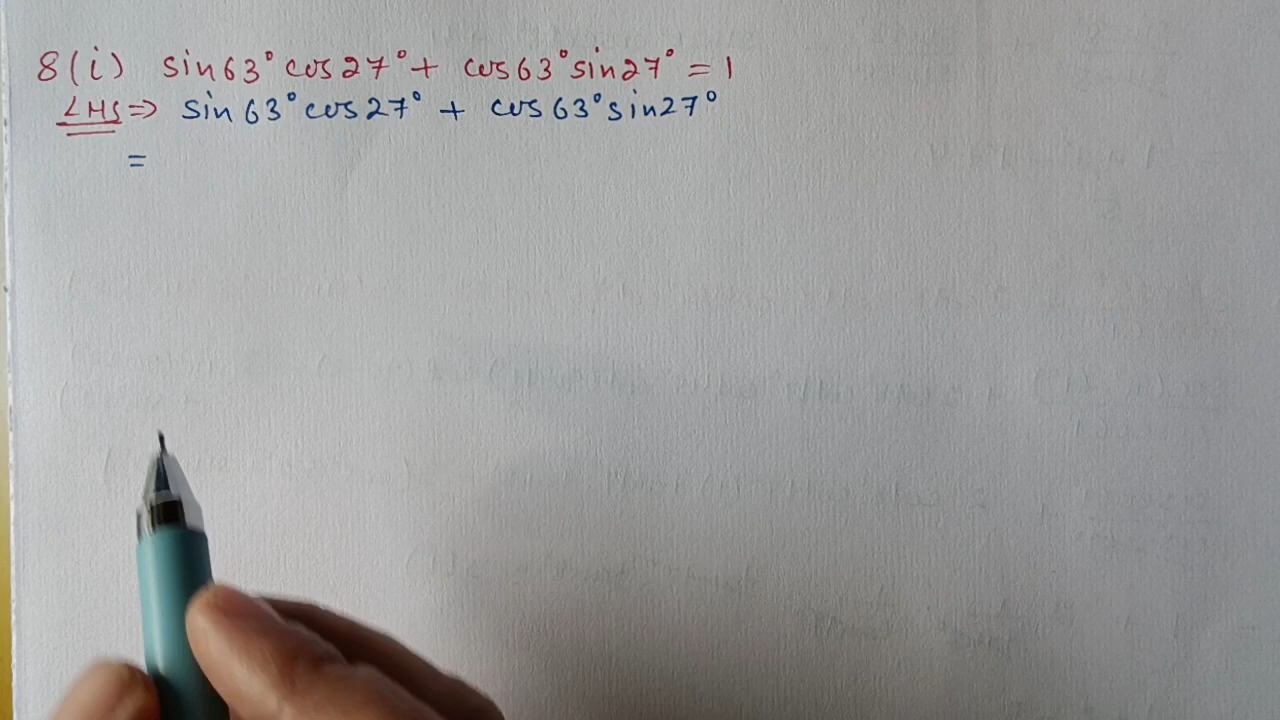 8(i) sin63° cos27° + cos63° sin27° = 1
LHS => sin63° cos27° + cos63° sin27°
=